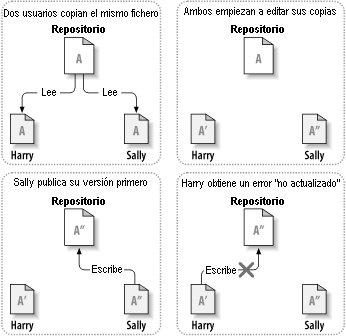 Dos usuarios copian el mismo fichero
Repositorio
A
Lee
Lee
A
A
Harry
Sally
Ambos empiezan a editar sus copias
Repositorio
A
A'
A"
Harry
Sally
Sally publica su versión primero
Repositorio
A"
Escribe
A'
A"
Harry
Sally
Harry obtiene un error "no actualizado"
Repositorio
A"
Escribe
A'
A"
Harry
Sally